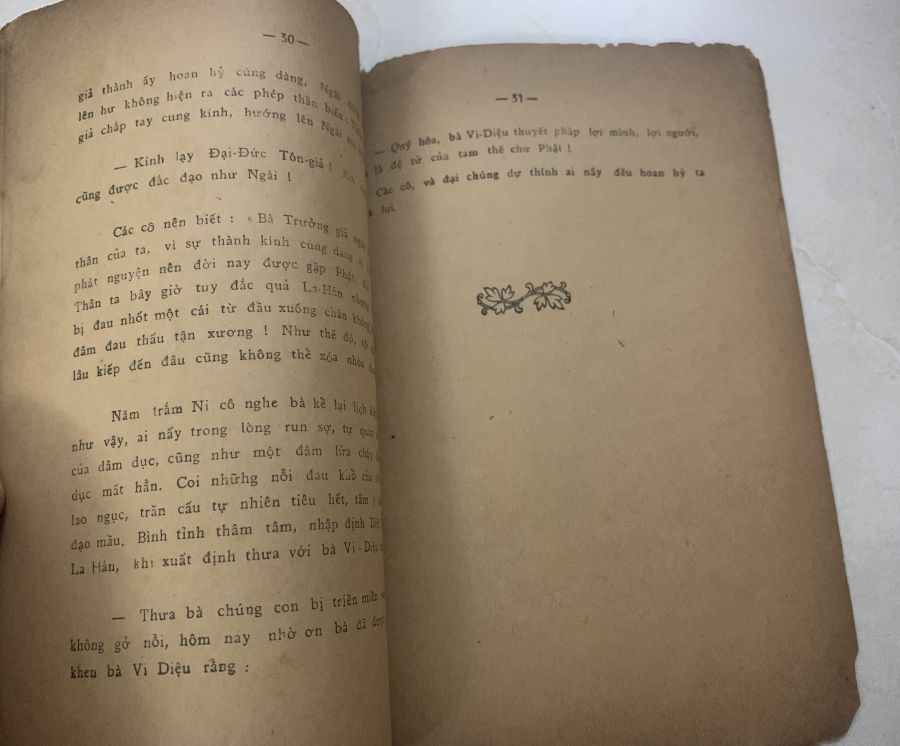 — 30 —
giả thành ấy hoan hỷ cúng dàng, Ngài
lên hư không hiện ra các phép thần biến.
giả chắp tay cung kính, hướng lên Ngài
— Kính lạy Đại-Đức Tôn-giả !
cũng được đắc đạo như Ngài !
Các cô nên biết : « Bà Trưởng giả
thân của ta, vì sự thành kính cúng dàng
phát nguyện nên đời nay được gặp Phật,
Thân ta bây giờ tuy đắc quả La-Hán nhưng
bị đau nhốt một cái từ đầu xuống chân không
đâm đau thấu tận xương ! Như thế đó, tội
lâu kiếp đến đâu cũng không thể xóa nhòa
Năm trăm Ni cô nghe bà kể lại lịch
như vậy, ai nấy trong lòng run sợ, tự quan
của dâm dục, cũng như một đám lửa cháy
dục mất hẳn. Coi những nỗi đau khổ của
lao ngục, trăn cấu tự nhiên tiêu hết, tâm
đạo mầu. Bình tỉnh thâm tâm, nhập định
La Hán, khi xuất định thưa với bà Vi-Diệu
— Thưa bà chúng con bị triền miên
không gở nỗi, hôm nay nhờ ơn bà đã được
khen bà Vi Diệu rằng :
— 31 —
— Quý hóa, bà Vi-Diệu thuyết pháp lợi mình, lợi người,
là đệ tử của tam thế chư Phật !
Các cô, và đại chúng dự thính ai nấy đều hoan hỷ tạ
lui.